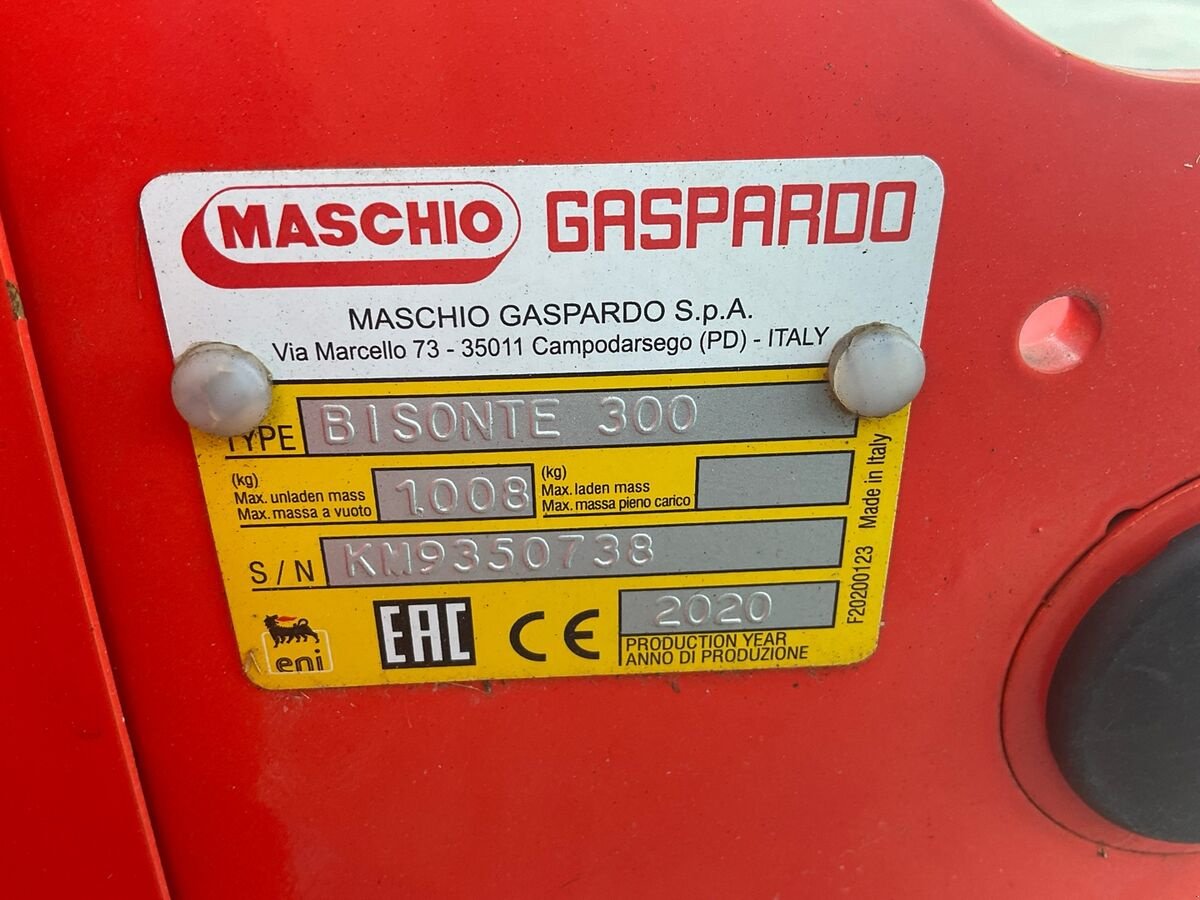 MASCHIO GASPARDO
MASCHIO GASPARDO S.p.A.
Via Marcello 73 - 35011 Campodarsego (PD) - ITALY
TYPE BISONTE 300
(kg)
Max. unladen mass
Max. massa a vuoto
1008
(kg)
Max. laden mass
Max. massa pieno carico
S/N KM9350738
eni
EAC
CE
2020
PRODUCTION YEAR
ANNO DI PRODUZIONE
F20200123 Made in Italy